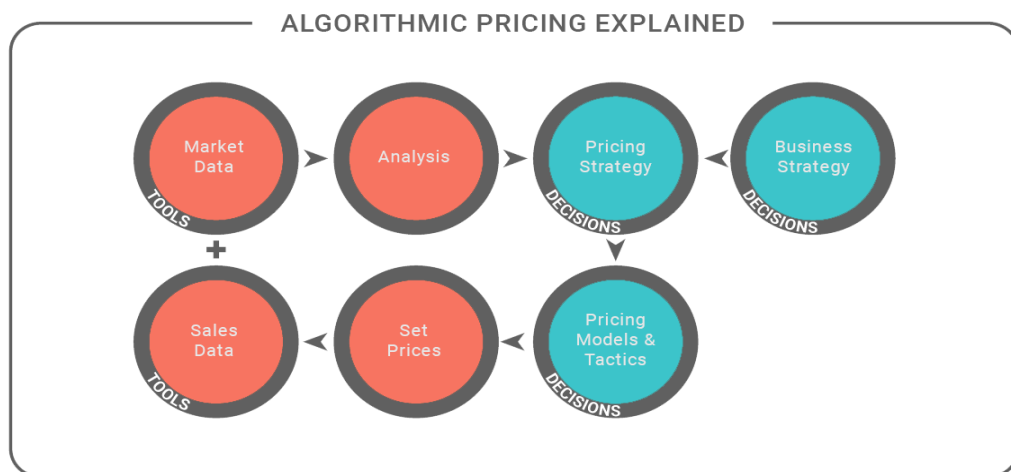 ALGORITHMIC PRICING EXPLAINED
Market
Data
TOOLS
Analysis
Pricing
Strategy
DECISIONS
Business
Strategy
DECISIONS
+
Sales
Data
TOOLS
Set
Prices
Pricing
Models &
Tactics
DECISIONS